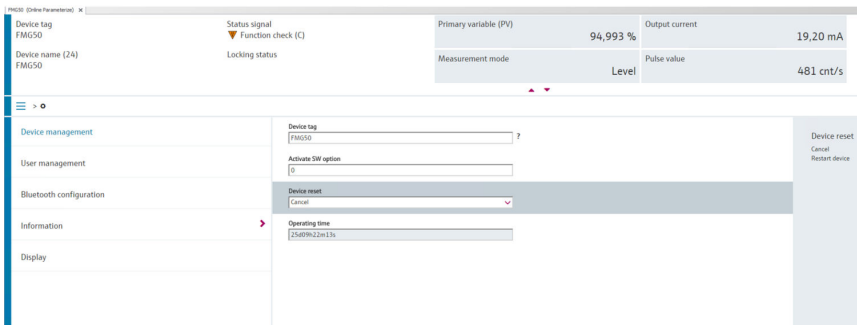 FMG50 (Online Parameterize)
Device tag
FMG50
Status signal
Function check (C)
Primary variable (PV)
94,993 %
Output current
19,20 mA
Device name (24)
FMG50
Locking status
Measurement mode
Level
Pulse value
481 cnt/s
>
Device management
User management
Bluetooth configuration
Information
Display
Device tag
FMG50
?
Activate SW option
0
Device reset
Cancel
Operating time
25d09h22m13s
Device reset
Cancel
Restart device